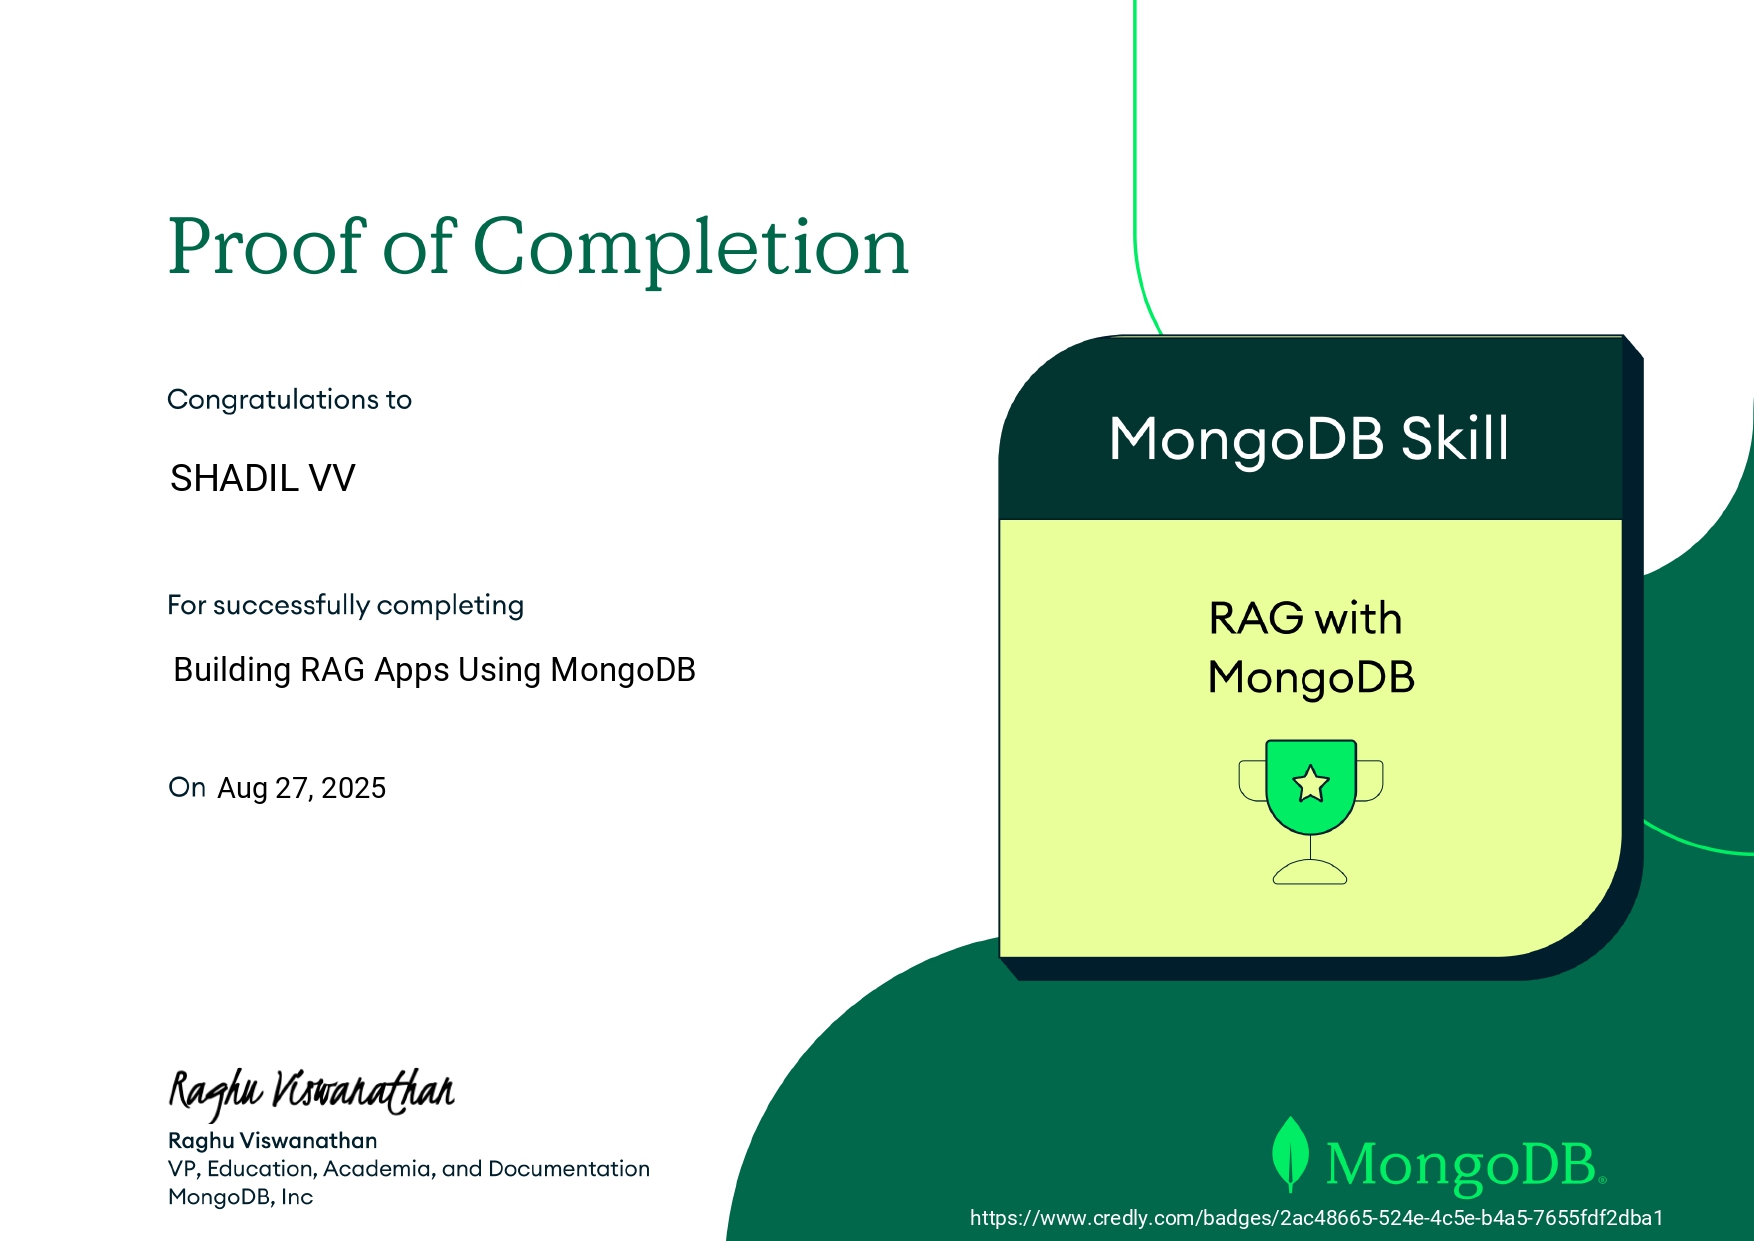 Proof of Completion
Congratulations to
SHADIL VV
For successfully completing
Building RAG Apps Using MongoDB
On Aug 27, 2025
MongoDB Skill
RAG with
MongoDB
Raghu Viswanathan
Raghu Viswanathan
VP, Education, Academia, and Documentation
MongoDB, Inc
MongoDB®
https://www.credly.com/badges/2ac48665-524e-4c5e-b4a5-7655fdf2dba1